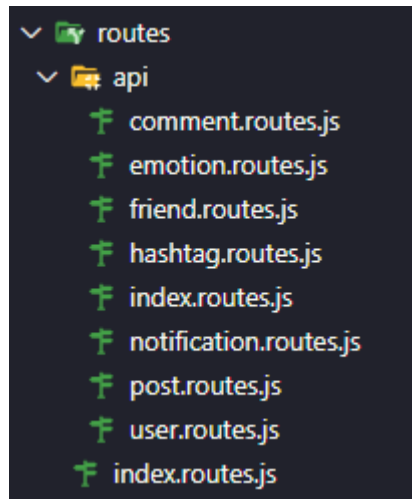 routes
api
comment.routes.js
emotion.routes.js
friend.routes.js
hashtag.routes.js
index.routes.js
notification.routes.js
post.routes.js
user.routes.js
index.routes.js